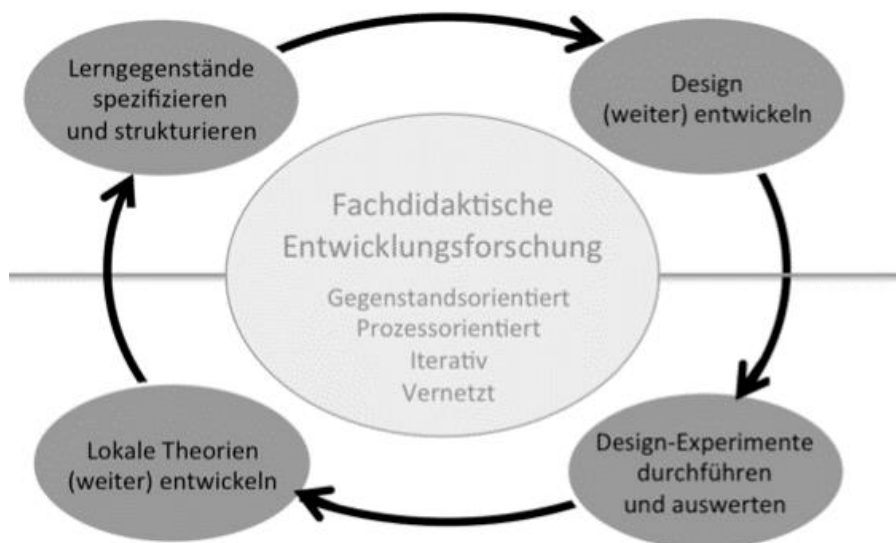 Lerngegenstände
spezifizieren
und strukturieren
Design
(weiter) entwickeln
Fachdidaktische
Entwicklungsforschung
Gegenstandsorientiert
Prozessorientiert
Iterativ
Vernetzt
Lokale Theorien
(weiter) entwickeln
Design-Experimente
durchführen
und auswerten